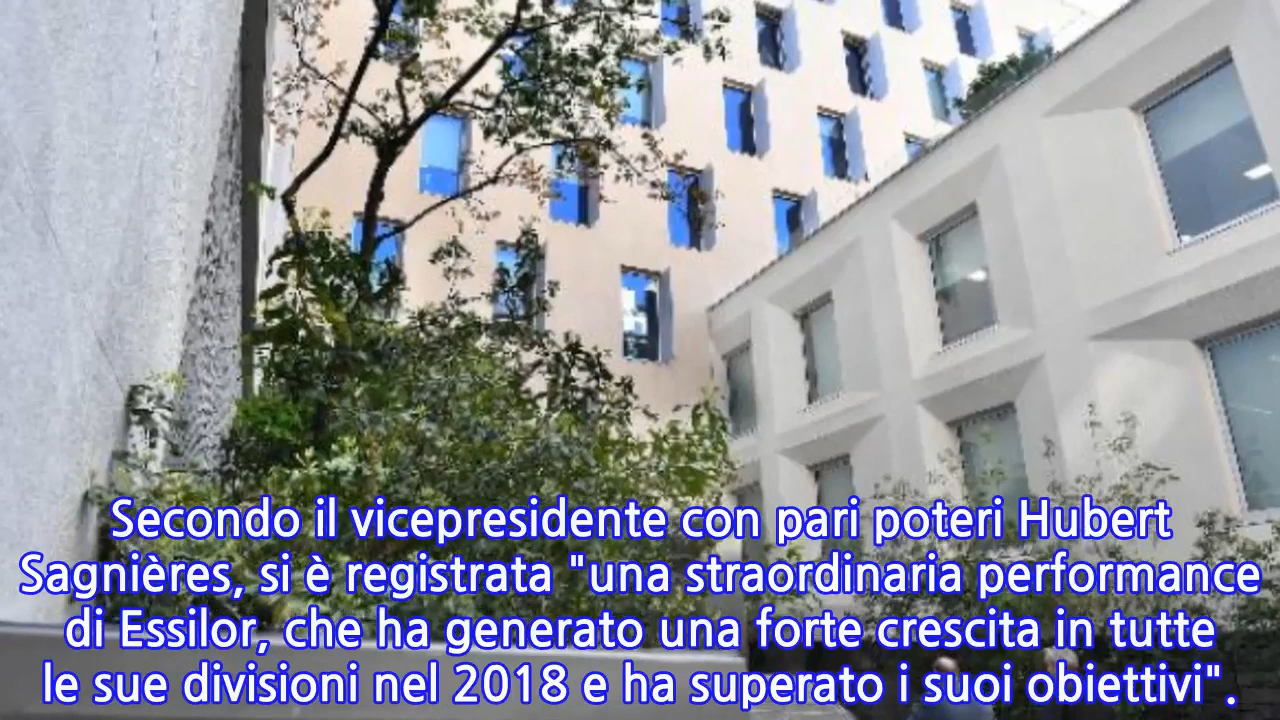 Secondo il vicepresidente con pari poteri Hubert
Sagnières, si è registrata "una straordinaria performance
di Essilor, che ha generato una forte crescita in tutte
le sue divisioni nel 2018 e ha superato i suoi obiettivi".